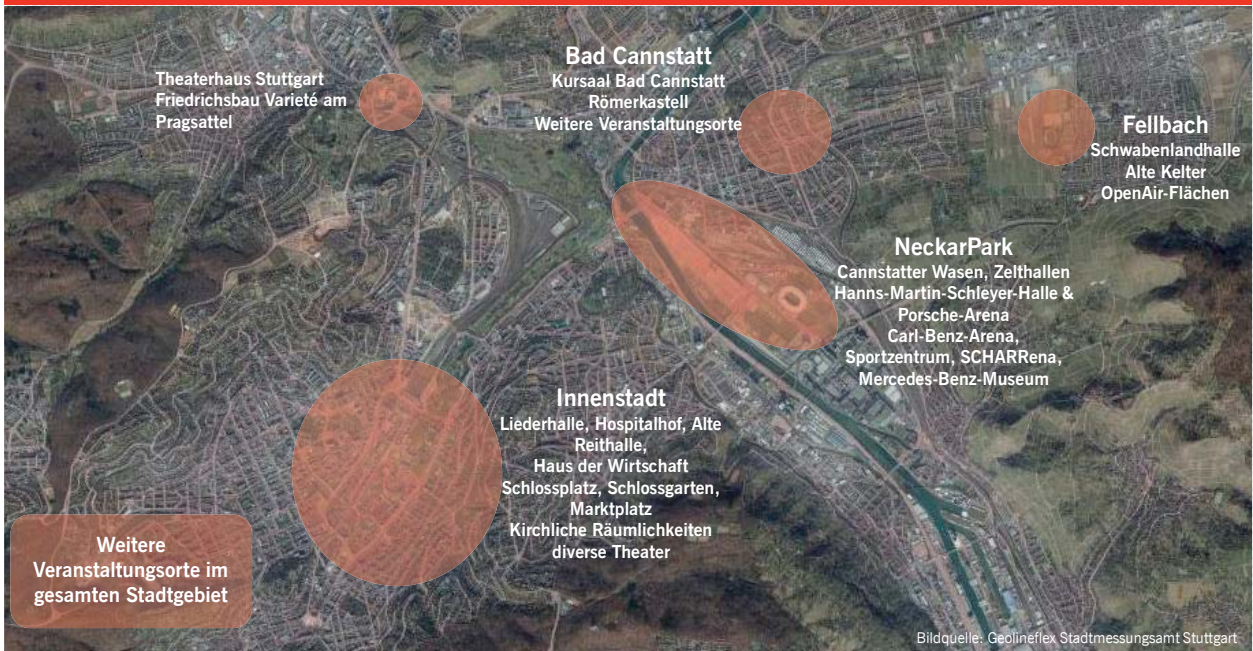 Theaterhaus Stuttgart
Friedrichsbau Varieté am
Pragsattel
Bad Cannstatt
Kursaal Bad Cannstatt
Römerkastell
Weitere Veranstaltungsorte
Fellbach
Schwabenlandhalle
Alte Kelter
OpenAir-Flächen
NeckarPark
Cannstatter Wasen, Zelthallen
Hanns-Martin-Schleyer-Halle &
Porsche-Arena
Carl-Benz-Arena,
Sportzentrum, SCHARRena,
Mercedes-Benz-Museum
Innenstadt
Liederhalle, Hospitalhof, Alte
Reithalle,
Haus der Wirtschaft
Schlossplatz, Schlossgarten,
Marktplatz
Kirchliche Räumlichkeiten
diverse Theater
Weitere
Veranstaltungsorte im
gesamten Stadtgebiet
Bildquelle: Geolineflex Stadtmessungsamt Stuttgart